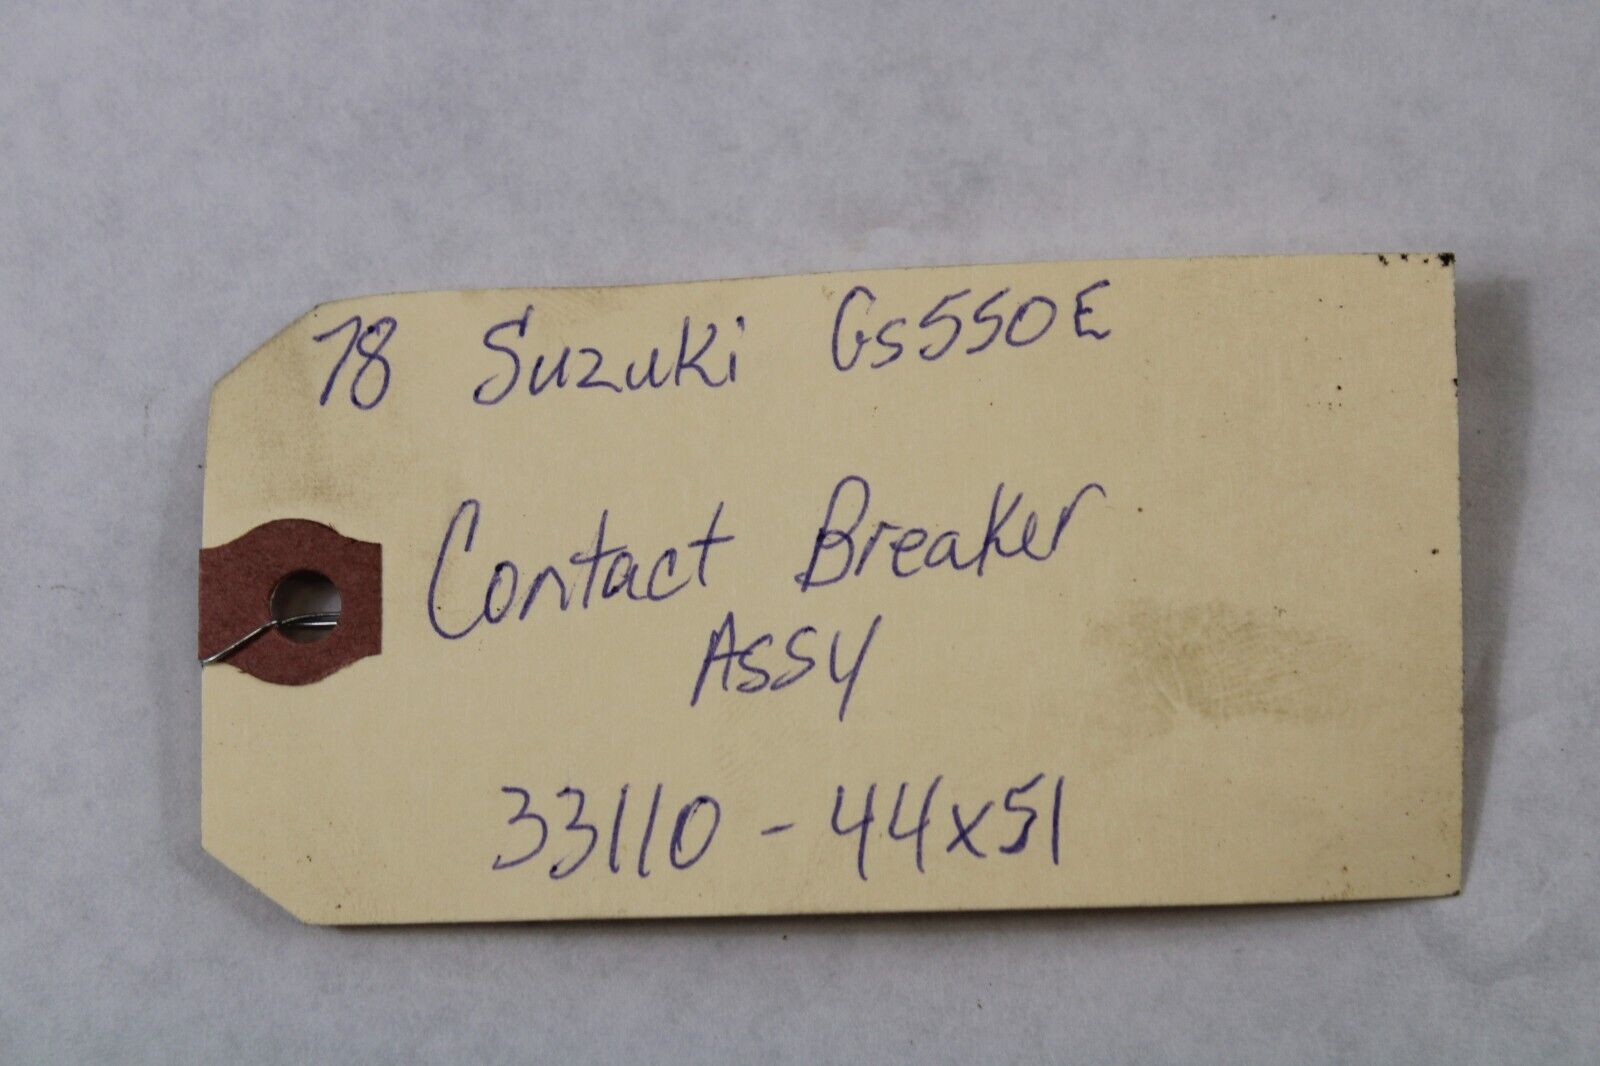 78 Suzuki GS550E
Contact Breaker
Assy
33110-44x51